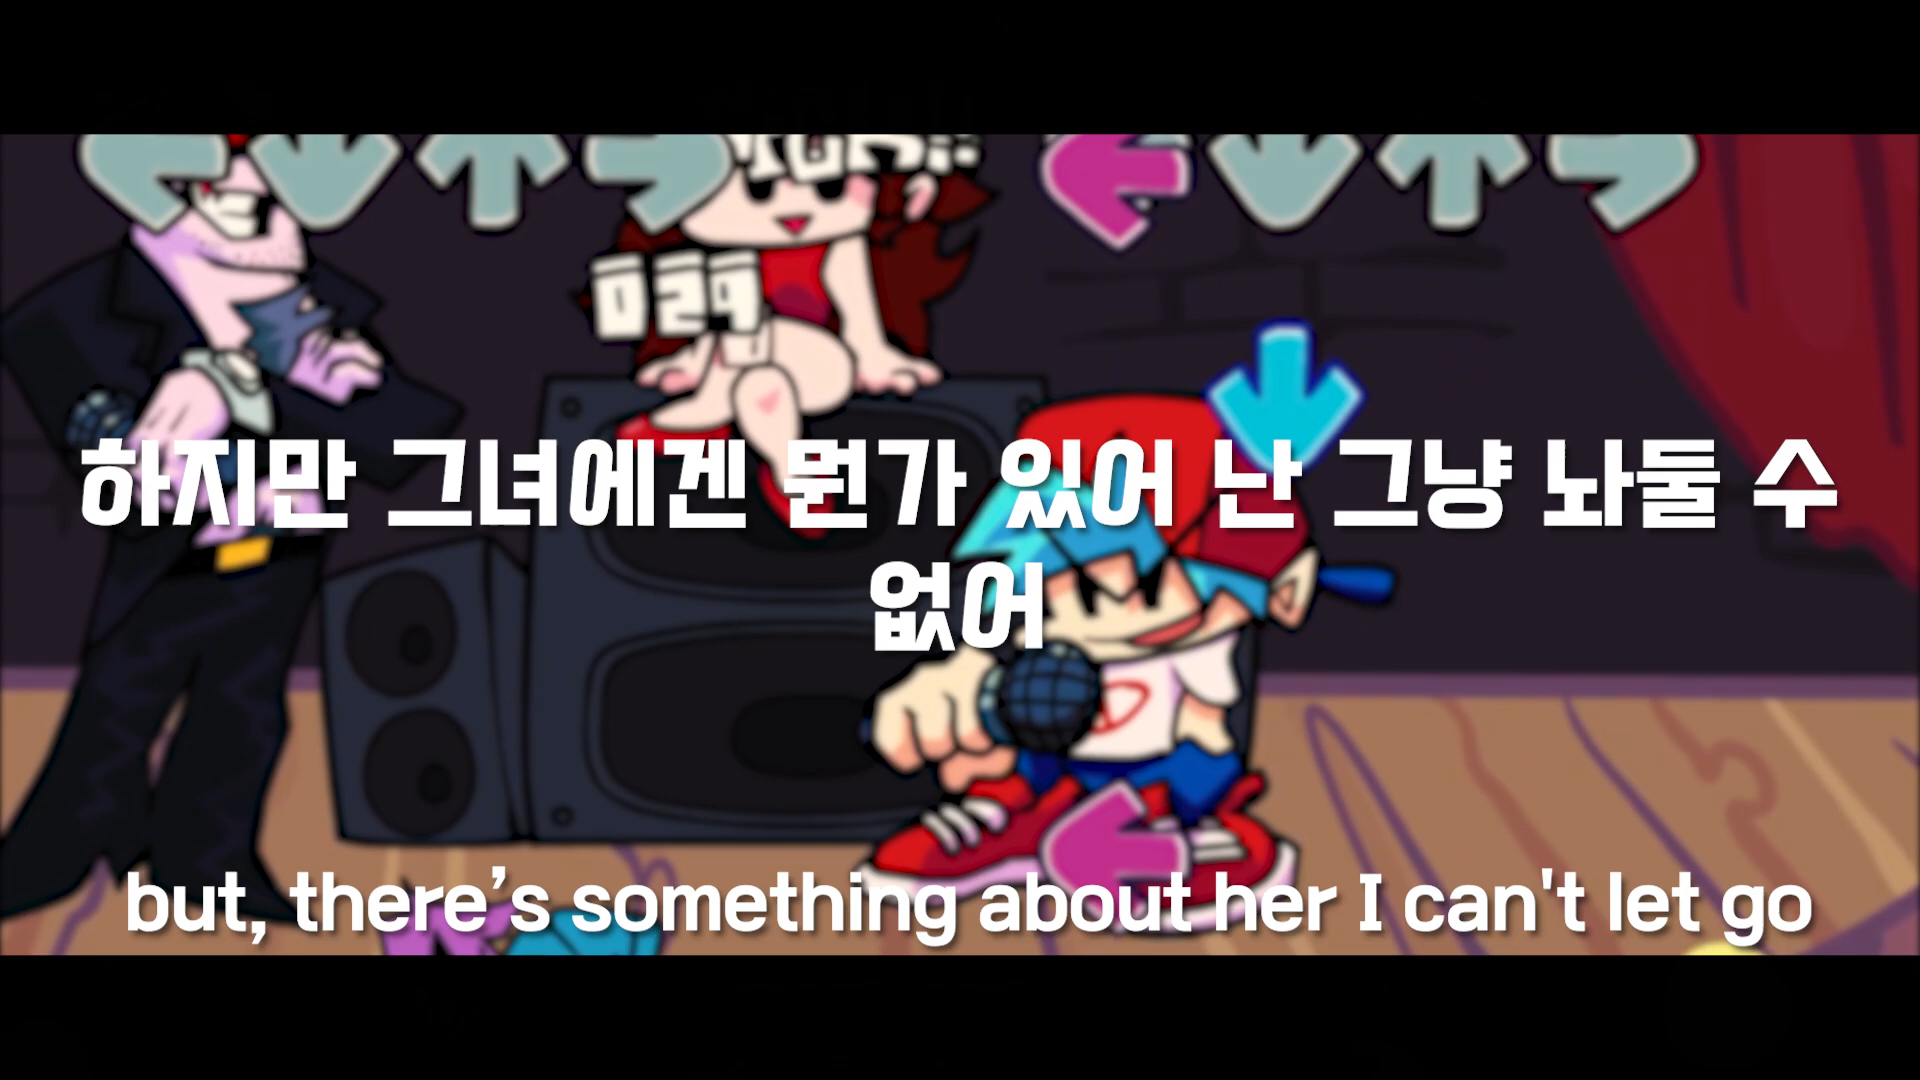 029
하지만 그녀에겐 뭔가 있어 난 그냥 놔둘 수
없어
but, there's something about her I can't let go